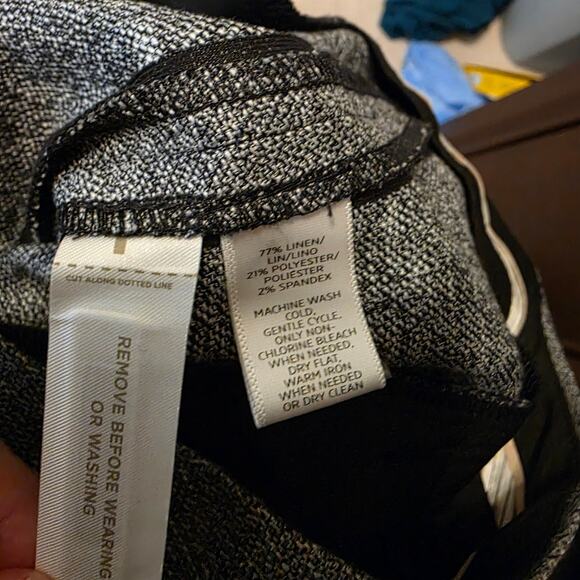 CUT ALONG DOTTED LINE
REMOVE BEFORE WEARING
OR WASHING
77% LINEN/
LIN/LINO
21% POLYESTER/
POLIESTER
2% SPANDEX
MACHINE WASH
COLD,
GENTLE CYCLE,
ONLY NON-
CHLORINE BLEACH
WHEN NEEDED,
DRY FLAT,
WARM IRON
WHEN NEEDED
OR DRY CLEAN